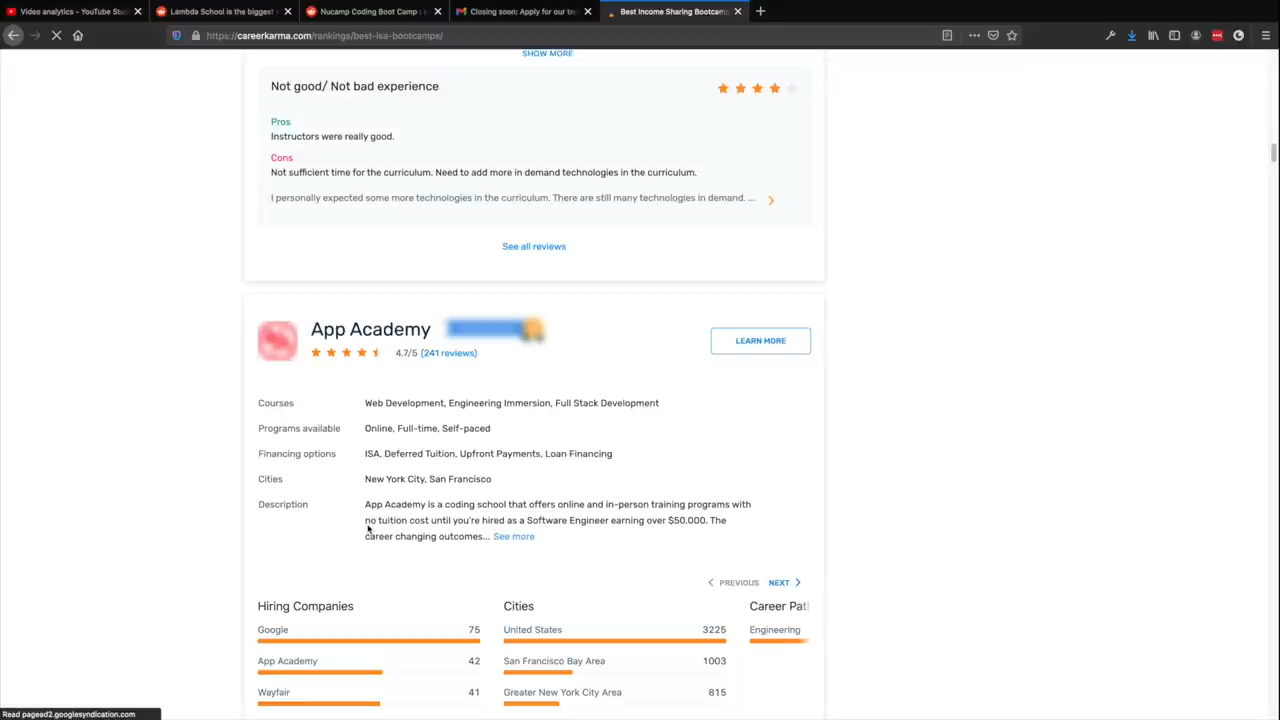 Video analytics - YouTube Stu
Lambda School is the biggest
Nucamp Coding Boot Camp : c
Closing soon: Apply for our te
Best Income Sharing Bootcam
https://careerkarma.com/rankings/best-isa-bootcamps/
SHOW MORE
Not good/ Not bad experience
Pros
Instructors were really good.
Cons
Not sufficient time for the curriculum. Need to add more in demand technologies in the curriculum.
I personally expected some more technologies in the curriculum. There are still many technologies in demand. ...
See all reviews
App Academy
4.7/5 (241 reviews)
LEARN MORE
Courses Web Development, Engineering Immersion, Full Stack Development
Programs available Online, Full-time, Self-paced
Financing options ISA, Deferred Tuition, Upfront Payments, Loan Financing
Cities New York City, San Francisco
Description App Academy is a coding school that offers online and in-person training programs with
no tuition cost until you're hired as a Software Engineer earning over $50,000. The
career changing outcomes... See more
PREVIOUS NEXT
Hiring Companies Cities Career Pat
Google 75 United States 3225 Engineering
App Academy 42 San Francisco Bay Area 1003
Wayfair 41 Greater New York City Area 815
Read pagead2.googlesyndication.com